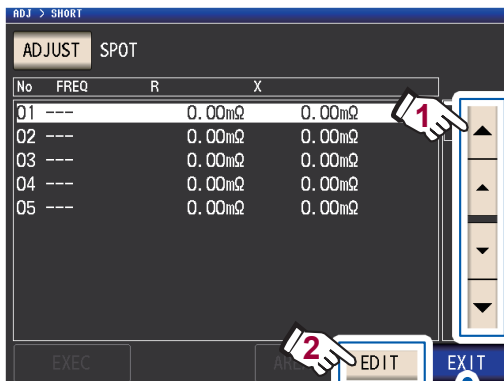 ADJ > SHORT
ADJUST SPOT
No FREQ R X
01 --- 0.00mΩ 0.00mΩ
02 --- 0.00mΩ 0.00mΩ
03 --- 0.00mΩ 0.00mΩ
04 --- 0.00mΩ 0.00mΩ
05 --- 0.00mΩ 0.00mΩ
1
2
EXEC EDIT EXIT